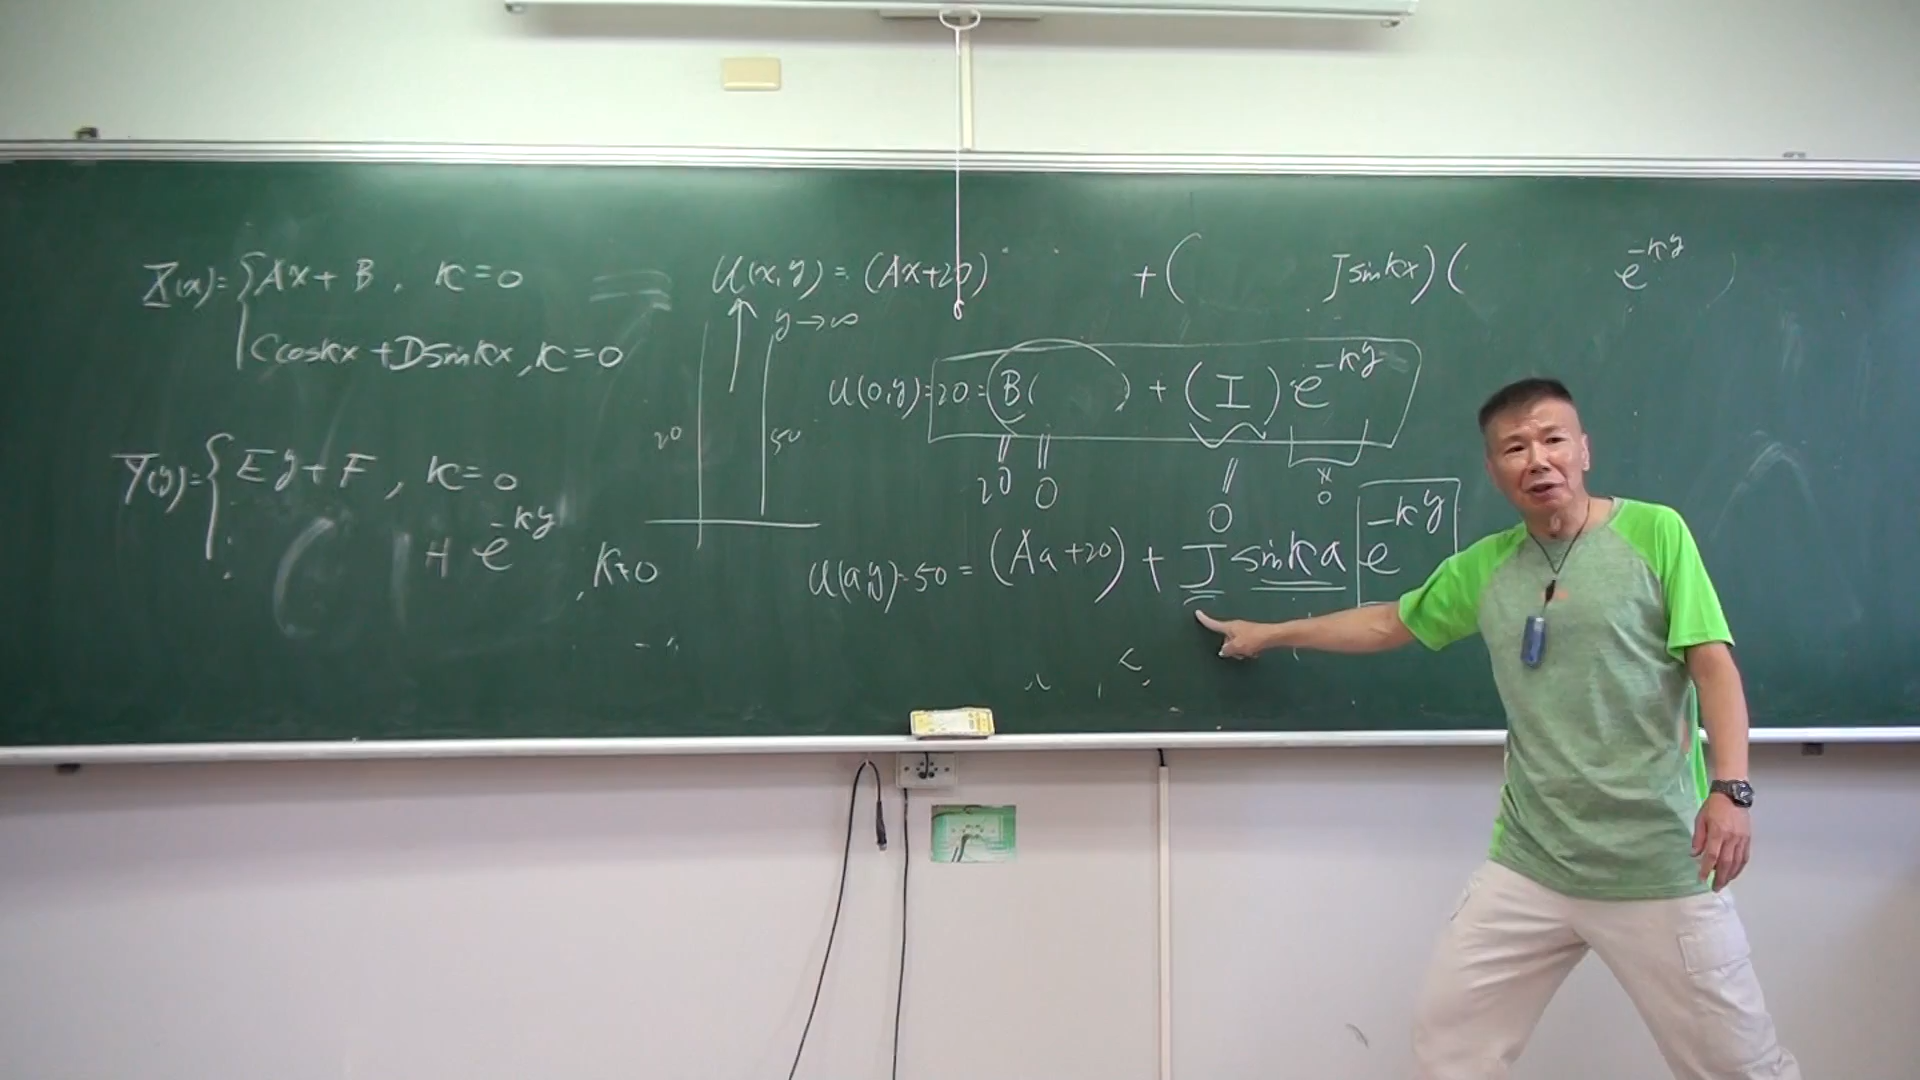 X(x)= { Ax+B , K=0
Ccoskx+Dsinkx, K=0
Y(y)= { Ey+F , K=0
H e^-ky , K≠0
U(x,y)=(Ax+20) +( Jsinkx)( e^-ky )
y→∞
20 50
U(0,y)=20=B( ) + (I)e^-ky
20 0 0 0
U(a,y)=50=(Aa+20)+J sinka e^-ky